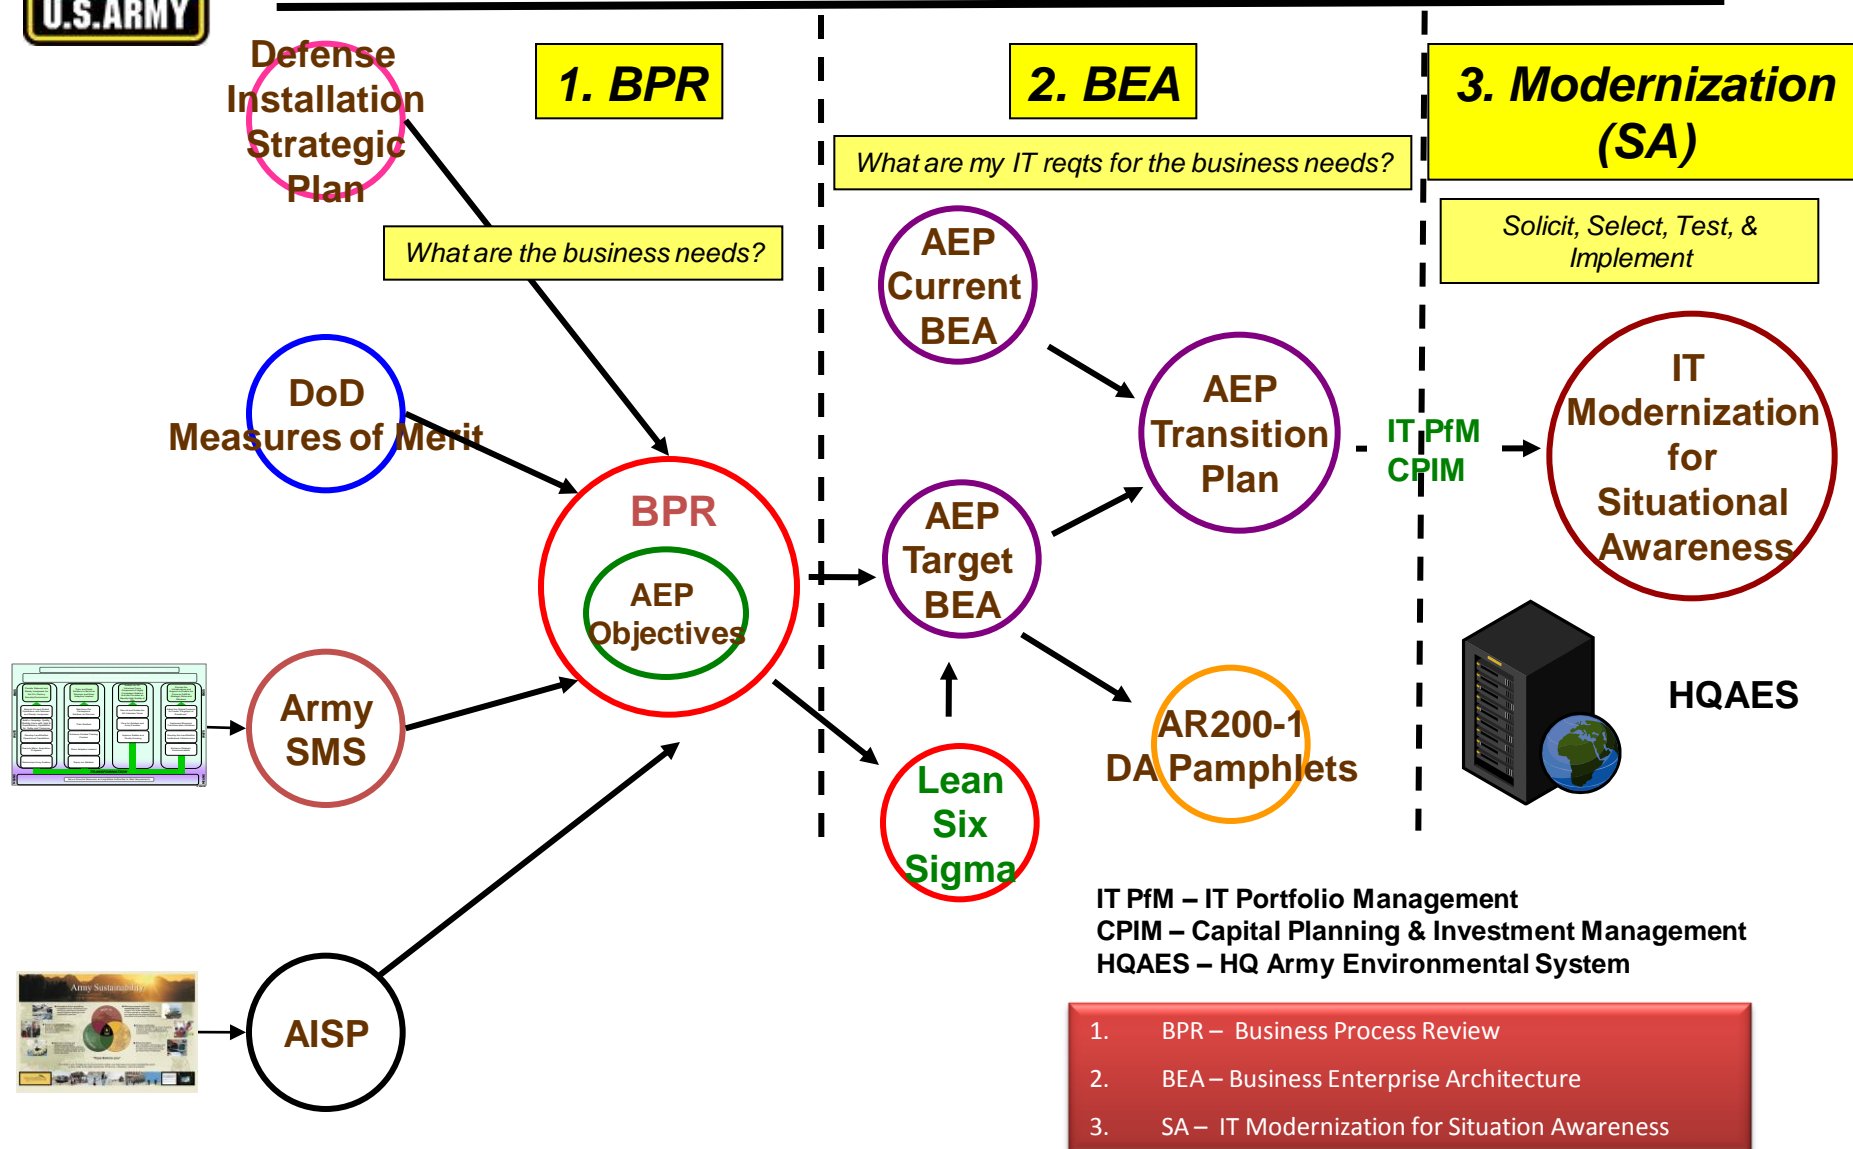 U.S.ARMY
Defense
Installation
Strategic
Plan
1. BPR
What are the business needs?
DoD
Measures of Merit
BPR
AEP
Objectives
Army
SMS
AISP
Army Sustainability
TRANSFORMATION
2. BEA
What are my IT reqts for the business needs?
AEP
Current
BEA
AEP
Transition
Plan
AEP
Target
BEA
Lean
Six
Sigma
AR200-1
DA Pamphlets
IT PfM
CPIM
3. Modernization
(SA)
Solicit, Select, Test, &
Implement
IT
Modernization
for
Situational
Awareness
HQAES
IT PfM – IT Portfolio Management
CPIM – Capital Planning & Investment Management
HQAES – HQ Army Environmental System
1. BPR – Business Process Review
2. BEA – Business Enterprise Architecture
3. SA – IT Modernization for Situation Awareness